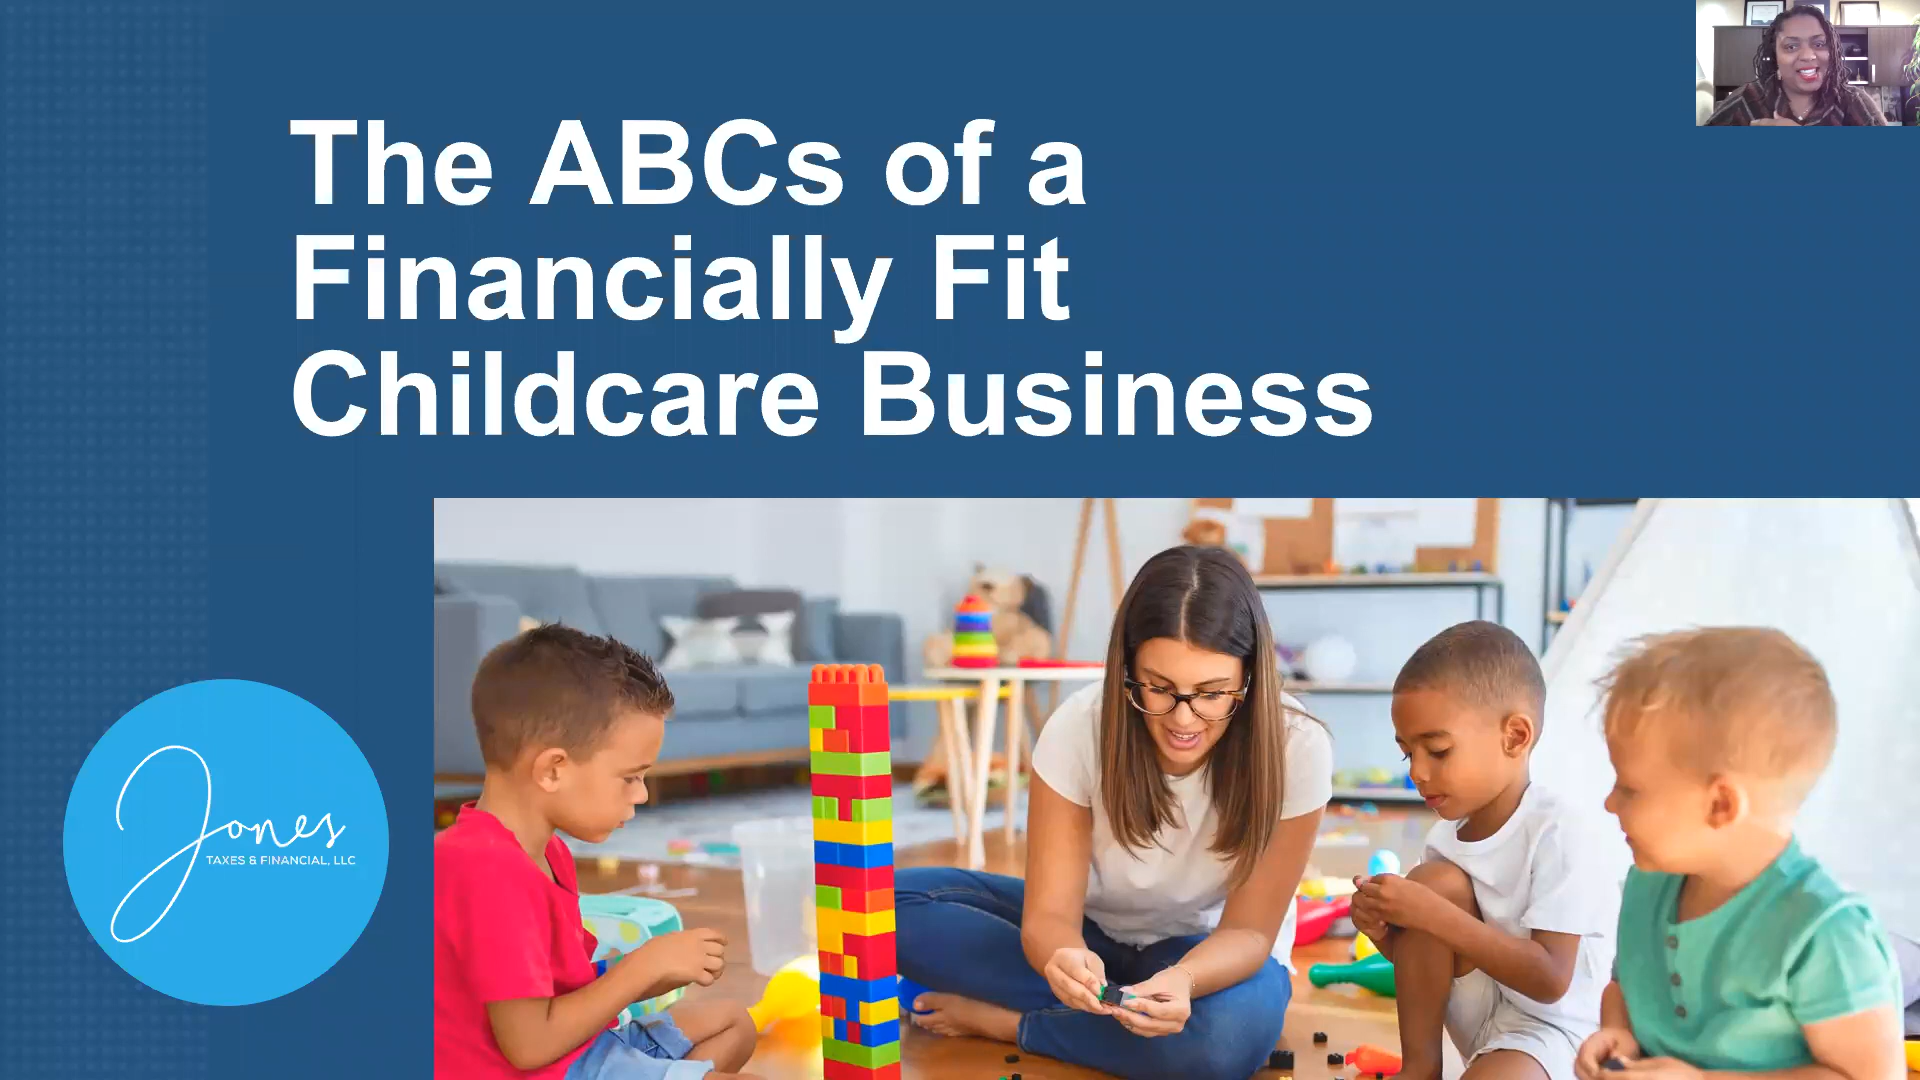 The ABCs of a
Financially Fit
Childcare Business
Jones
TAXES & FINANCIAL, LLC